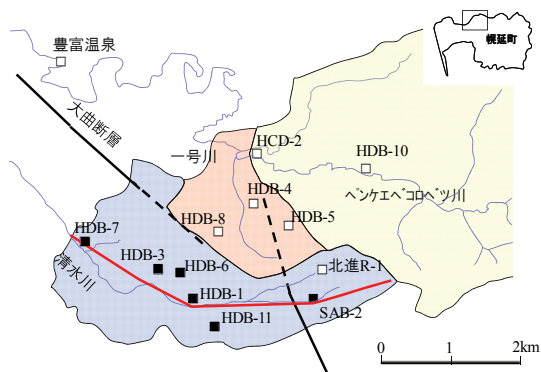 豊富温泉
幌延町
大曲断層
一号川
HCD-2
HDB-10
HDB-4
ペンケエベコロベツ川
HDB-7
HDB-8
HDB-5
HDB-3
HDB-6
北進R-1
清水川
HDB-1
SAB-2
HDB-11
0 1 2km